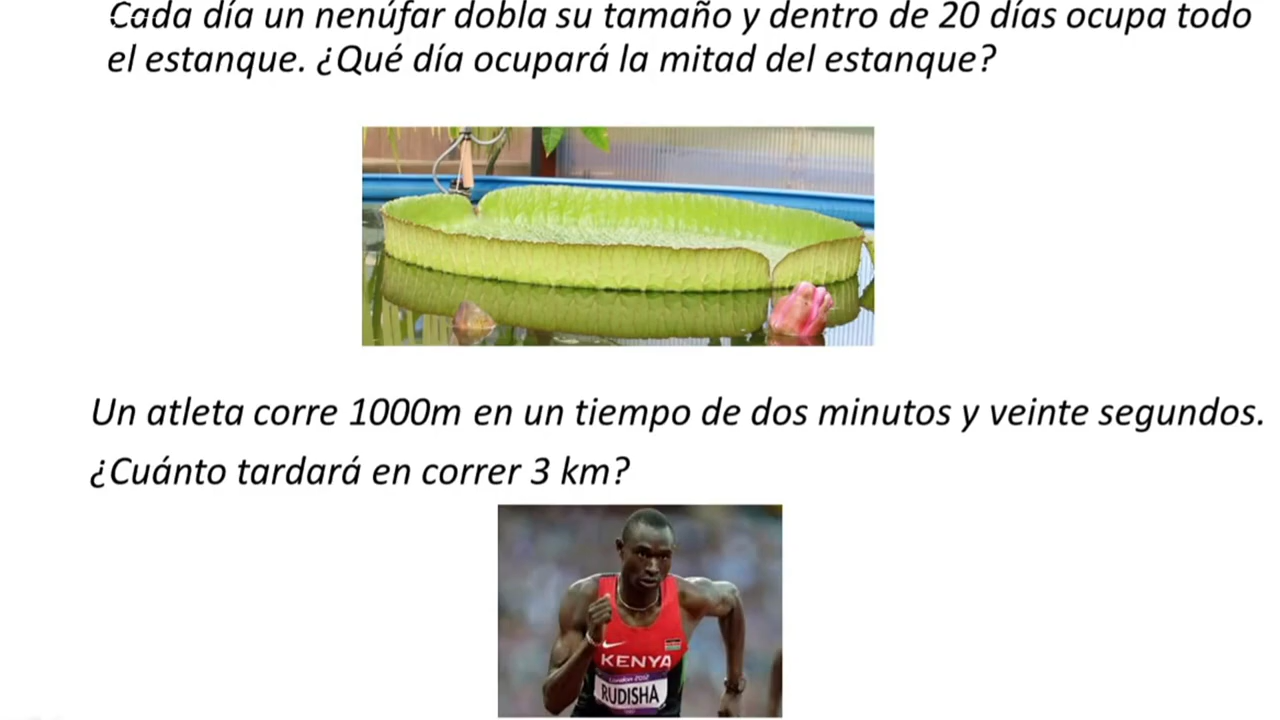 Cada día un nenúfar dobla su tamaño y dentro de 20 días ocupa todo
el estanque. ¿Qué día ocupará la mitad del estanque?
Un atleta corre 1000m en un tiempo de dos minutos y veinte segundos.
¿Cuánto tardará en correr 3 km?
KENYA
London 2012
RUDISHA